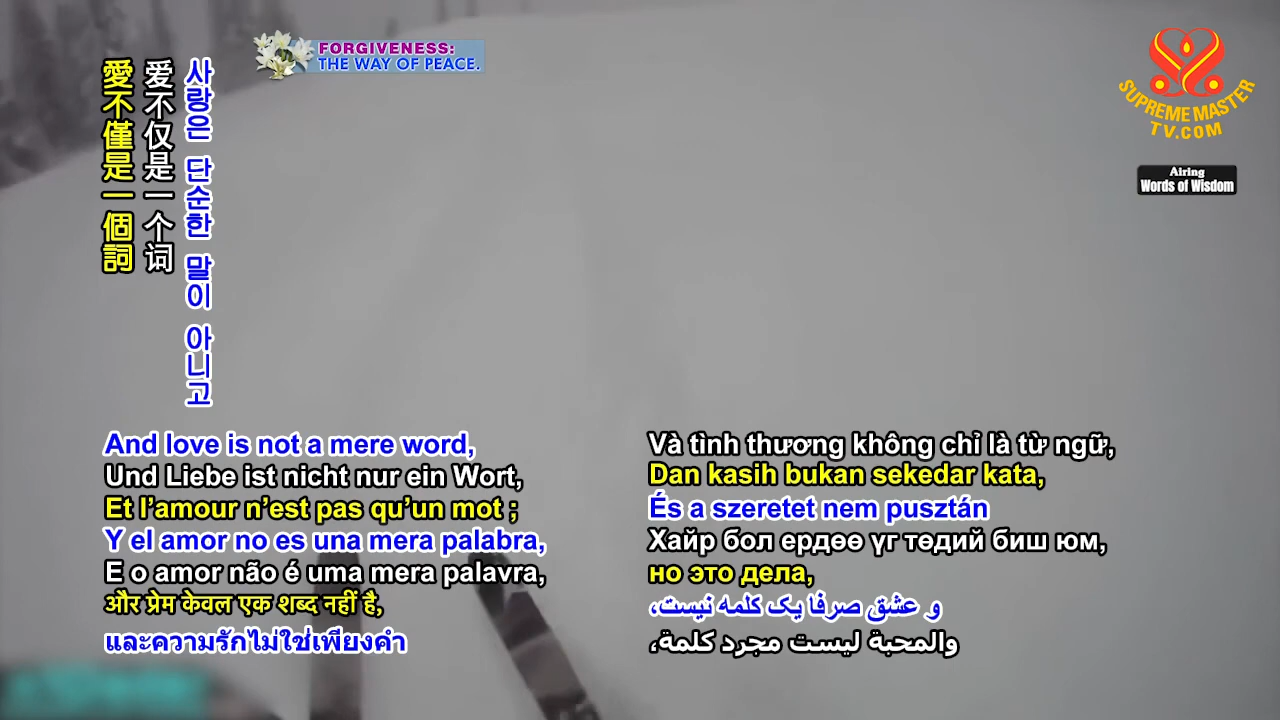 FORGIVENESS:
THE WAY OF PEACE.
SUPREME MASTER
TV.COM
Airing
Words of Wisdom
愛不僅是一個詞
爱不仅是一个词
사랑은 단순한 말이 아니고
And love is not a mere word,
Und Liebe ist nicht nur ein Wort,
Et l’amour n’est pas qu’un mot ;
Y el amor no es una mera palabra,
E o amor não é uma mera palavra,
और प्रेम केवल एक शब्द नहीं है,
และความรักไม่ใช่เพียงคำ
Và tình thương không chỉ là từ ngữ,
Dan kasih bukan sekedar kata,
És a szeretet nem pusztán
Хайр бол ердөө үг төдий биш юм,
но это дела,
و عشق صرفا یک کلمه نیست،
والمحبة ليست مجرد كلمة،